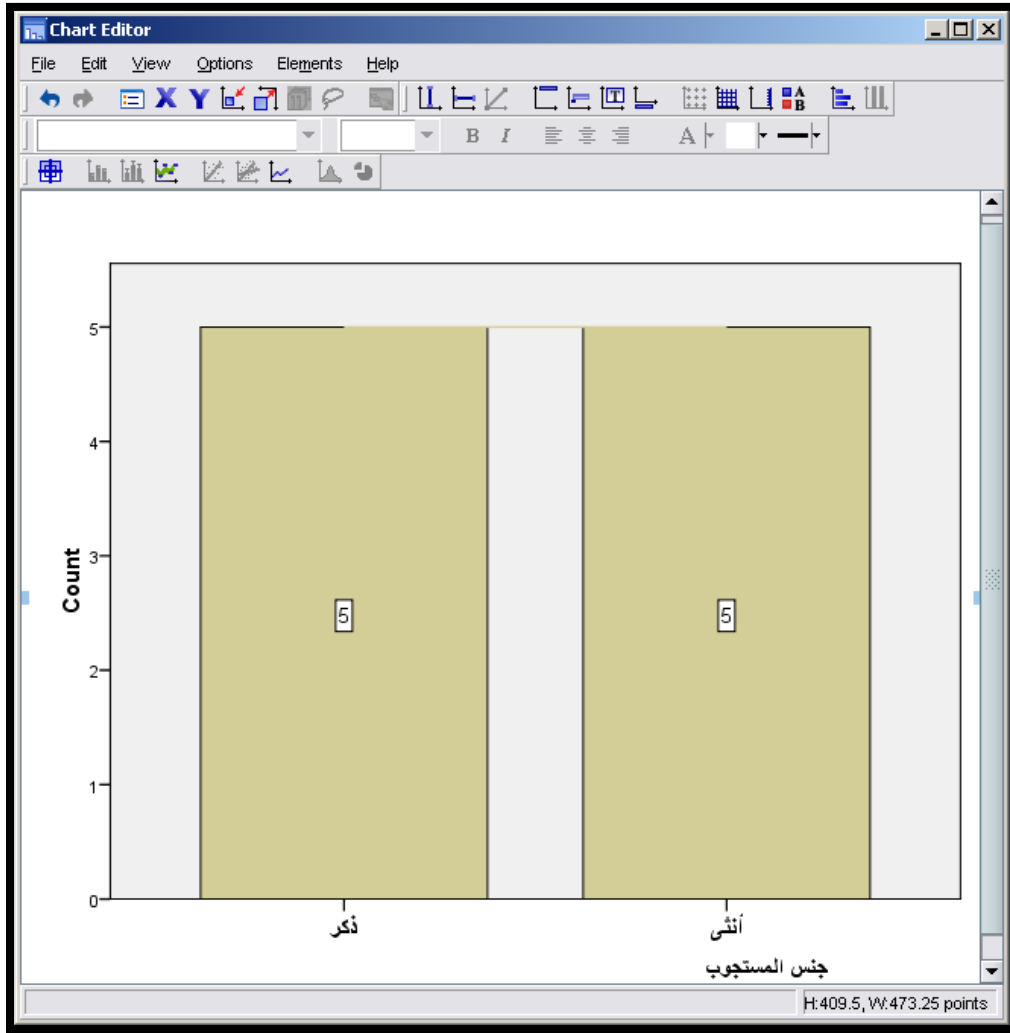 Chart Editor
File Edit View Options Elements Help
X Y
B I A
5
4
3
2
1
0
Count
5 5
ذكر أنثى
جنس المستجوب
H:409.5, W:473.25 points